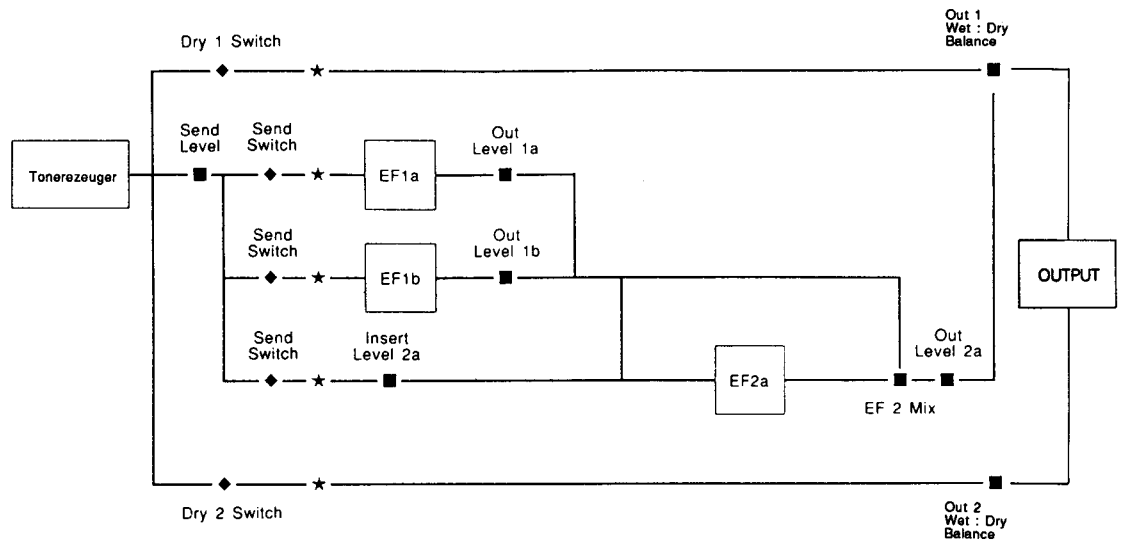 Out 1
Wet : Dry
Balance
Dry 1 Switch
Send
Level
Send
Switch
Out
Level 1a
Tonerezeuger
EF1a
Send
Switch
Out
Level 1b
EF1b
OUTPUT
Send
Switch
Insert
Level 2a
Out
Level 2a
EF2a
EF 2 Mix
Dry 2 Switch
Out 2
Wet : Dry
Balance